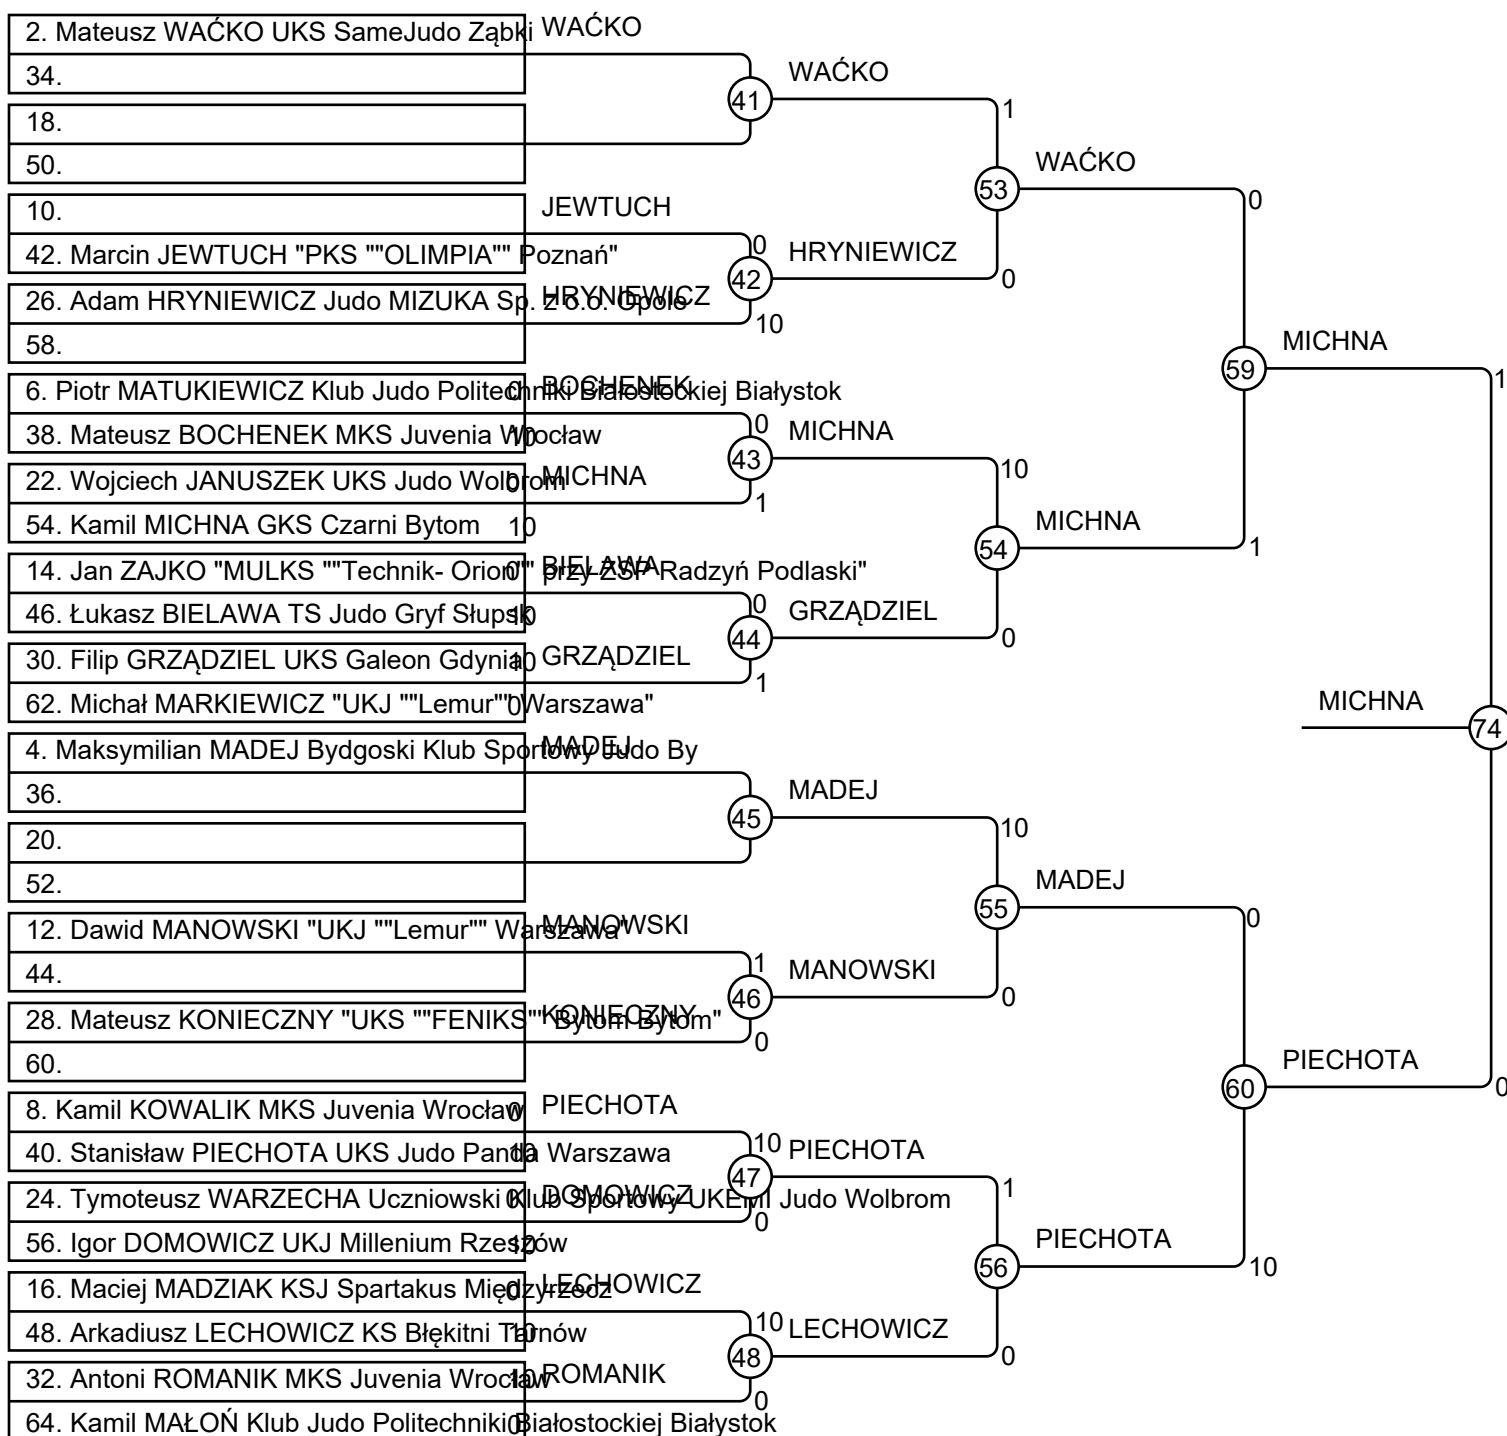 2. Mateusz WAĆKO UKS SameJudo Ząbki WAĆKO
34.
WAĆKO
41
18.
1
50.
WAĆKO
53
10.
JEWTUCH
0
42. Marcin JEWTUCH "PKS ""OLIMPIA"" Poznań"
0
HRYNIEWICZ
42
0
26. Adam HRYNIEWICZ Judo MIZUKA Sp. z o.o. Opole
HRYNIEWICZ
10
58.
MICHNA
59
1
6. Piotr MATUKIEWICZ Klub Judo Politechniki Białostockiej Białystok
0
BOCHENEK
0
38. Mateusz BOCHENEK MKS Juvenia Wrocław
10
MICHNA
43
10
22. Wojciech JANUSZEK UKS Judo Wolbrom
0
MICHNA
1
54. Kamil MICHNA GKS Czarni Bytom 10
MICHNA
54
1
14. Jan ZAJKO "MULKS ""Technik- Orion"" przy ZSP Radzyń Podlaski"
0
BIELAWA
0
46. Łukasz BIELAWA TS Judo Gryf Słupsk
10
GRZĄDZIEL
44
0
30. Filip GRZĄDZIEL UKS Galeon Gdynia
10
GRZĄDZIEL
1
62. Michał MARKIEWICZ "UKJ ""Lemur"" Warszawa"
0
MICHNA
74
4. Maksymilian MADEJ Bydgoski Klub Sportowy Judo By
MADEJ
36.
MADEJ
45
20.
10
52.
MADEJ
55
0
12. Dawid MANOWSKI "UKJ ""Lemur"" Warszawa"
MANOWSKI
1
44.
MANOWSKI
46
0
28. Mateusz KONIECZNY "UKS ""FENIKS"" Bytom Bytom"
KONIECZNY
0
60.
PIECHOTA
60
0
8. Kamil KOWALIK MKS Juvenia Wrocław
0
PIECHOTA
10
40. Stanisław PIECHOTA UKS Judo Panda Warszawa
10
PIECHOTA
47
1
24. Tymoteusz WARZECHA Uczniowski Klub Sportowy UKEMI Judo Wolbrom
0
DOMOWICZ
0
56. Igor DOMOWICZ UKJ Millenium Rzeszów
10
PIECHOTA
56
10
16. Maciej MADZIAK KSJ Spartakus Międzyrzecz
0
LECHOWICZ
10
48. Arkadiusz LECHOWICZ KS Błękitni Tarnów
10
LECHOWICZ
48
0
32. Antoni ROMANIK MKS Juvenia Wrocław
10
ROMANIK
0
64. Kamil MAŁOŃ Klub Judo Politechniki Białostockiej Białystok
0